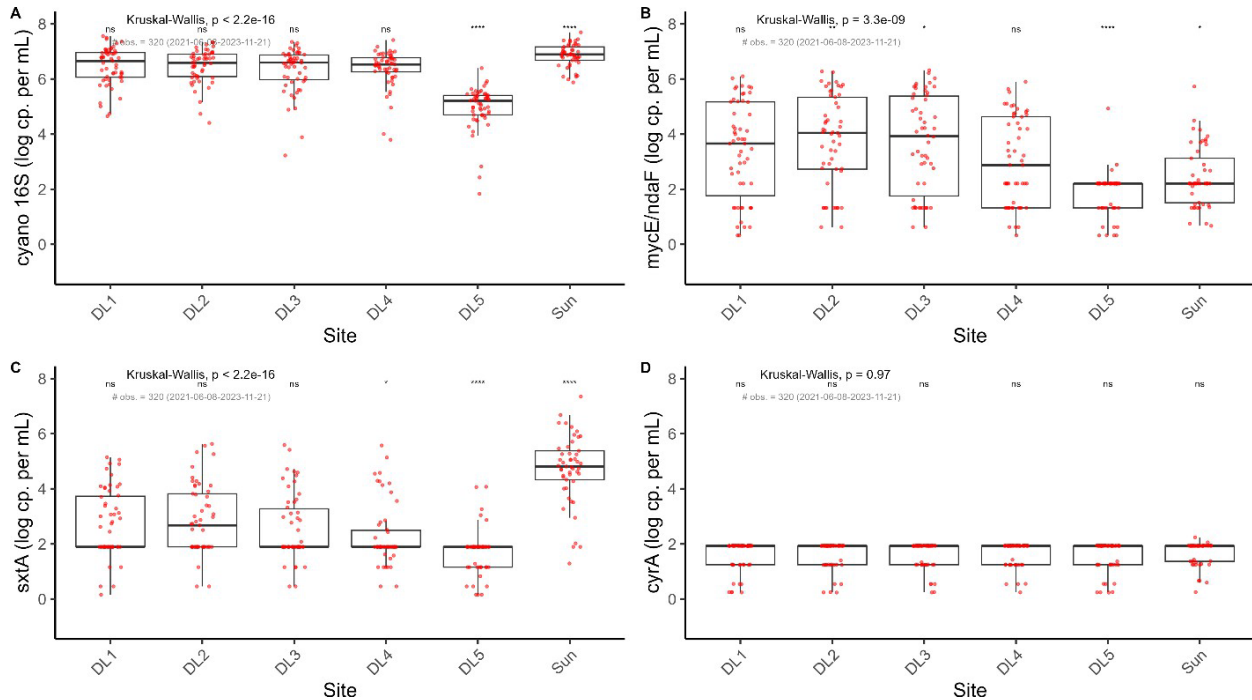 A
Kruskal-Wallis, p < 2.2e-16
ns ns ns ns **** ****
# obs. = 320 (2021-06-08-2023-11-21)
8
6
4
2
0
cyano 16S (log cp. per mL)
DL1 DL2 DL3 DL4 DL5 Sun
Site
B
Kruskal-Wallis, p = 3.3e-09
ns ** * ns **** *
# obs. = 320 (2021-06-08-2023-11-21)
8
6
4
2
0
mycE/ndaF (log cp. per mL)
DL1 DL2 DL3 DL4 DL5 Sun
Site
C
Kruskal-Wallis, p < 2.2e-16
ns ns ns * **** ****
# obs. = 320 (2021-06-08-2023-11-21)
8
6
4
2
0
sxtA (log cp. per mL)
DL1 DL2 DL3 DL4 DL5 Sun
Site
D
Kruskal-Wallis, p = 0.97
ns ns ns ns ns ns
# obs. = 320 (2021-06-08-2023-11-21)
8
6
4
2
0
cyrA (log cp. per mL)
DL1 DL2 DL3 DL4 DL5 Sun
Site